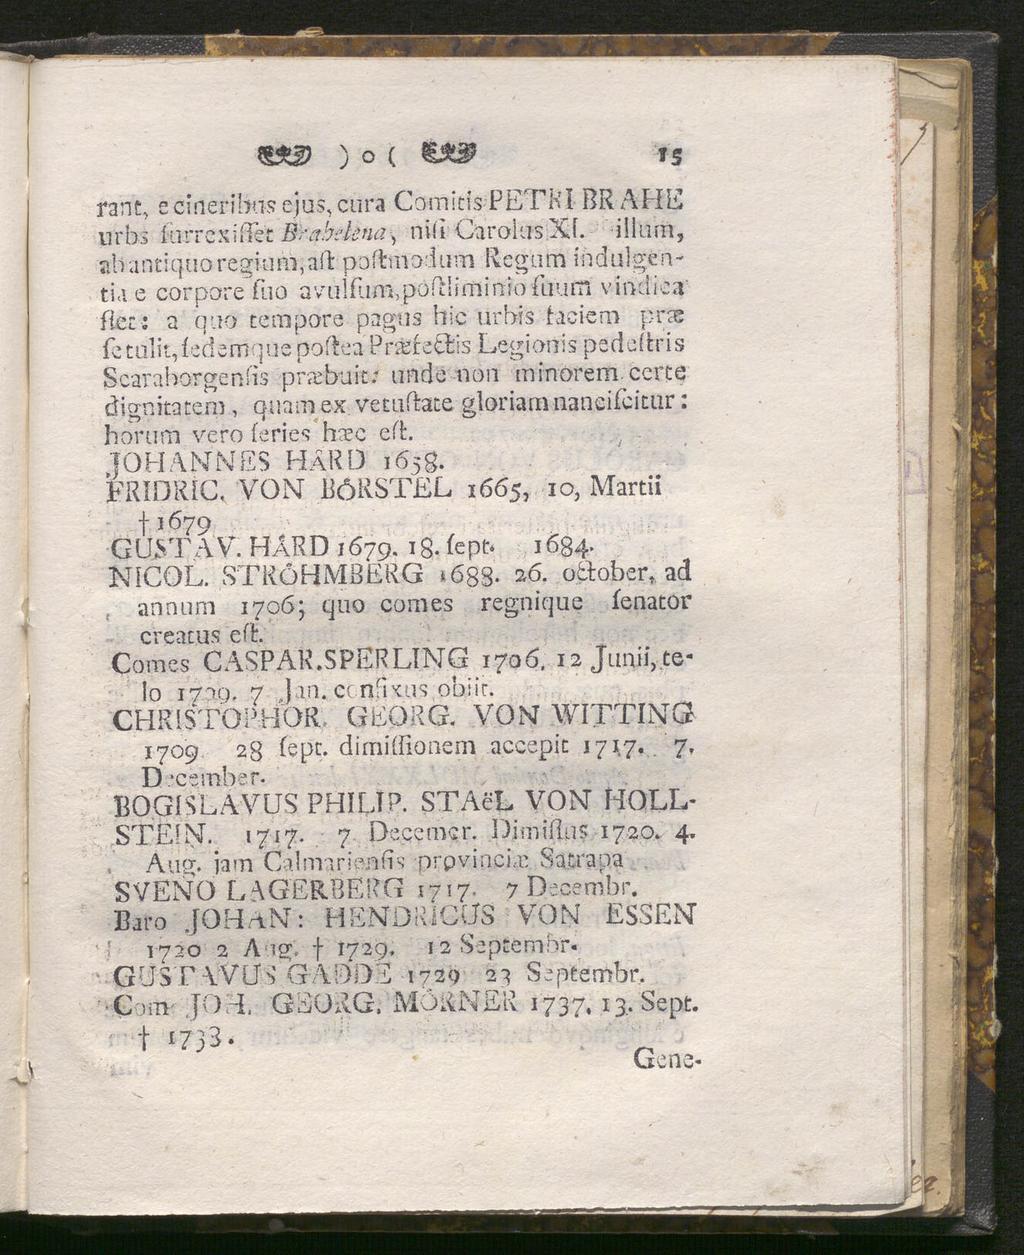 ) o ( 15
rant, e cineribus ejus, cura Comitis PETRI BRAHE
urbs ſurrexiſſet Brahelena, niſi Carolus XI. illum,
ab antiquo regium, aſt poſtmodum Regum indulgen-
tia e corpore ſuo avulſum, poſtliminio ſuum vindica
ſſet: a quo tempore pagus hic urbis faciem præ
ſe tulit, ſedemque poſtea Præfectis Legionis pedeſtris
Scaraborgenſis præbuit: unde non minorem certe
dignitatem, quam ex vetuſtate gloriam nanciſcitur:
horum vero ſeries hæc eſt.
JOHANNES HÅRD 1658.
FRIDRIC. VON BÖRSTEL 1665, 10, Martii
† 1679
GUSTAV. HÅRD 1679. 18. ſept. 1684.
NICOL. STRÖHMBERG 1688. 26. october, ad
annum 1706; quo comes regnique ſenator
creatus eſt.
Comes CASPAR. SPERLING 1706. 12 Junii, te-
lo 1709. 7 Jan. confixus obiit.
CHRISTOPHOR. GEORG. VON WITTING
1709 28 ſept. dimiſſionem accepit 1717. 7.
December.
BOGISLAVUS PHILIP. STAëL VON HOLL-
STEIN. 1717. 7 Decemer. Dimiſſus 1720. 4.
Aug. jam Calmarienſis provinciæ Satrapa
SVENO LAGERBERG 1717. 7 Decembr.
Baro JOHAN: HENDRICUS VON ESSEN
1720 2 Aug. † 1729. 12 Septembr.
GUSTAVUS GADDE 1729 23 Septembr.
Com JOH. GEORG. MÖRNER 1737. 13. Sept.
† 1738.
Gene-